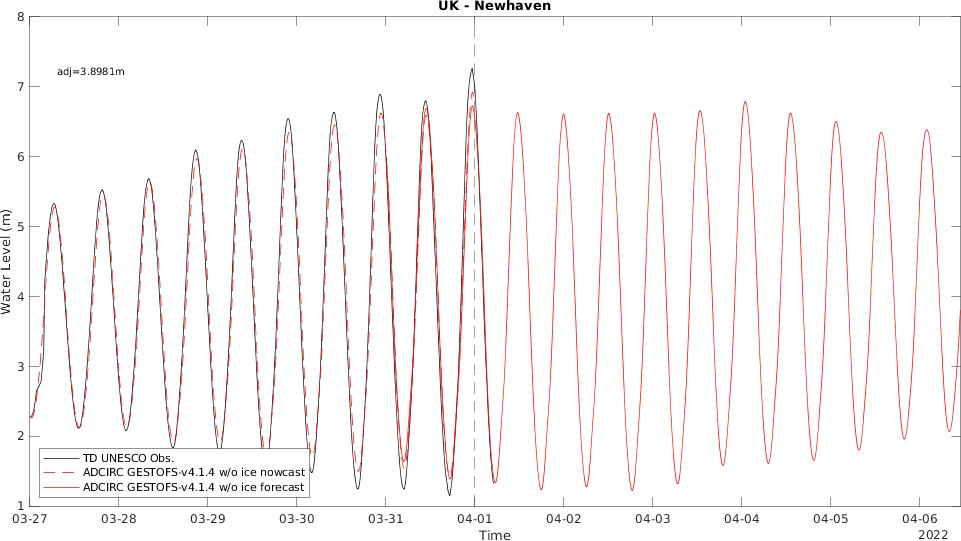 UK - Newhaven
8
adj=3.8981m
7
6
5
Water Level (m)
4
3
2
TD UNESCO Obs.
ADCIRC GESTOFS-v4.1.4 w/o ice nowcast
ADCIRC GESTOFS-v4.1.4 w/o ice forecast
1
03-27 03-28 03-29 03-30 03-31 04-01 04-02 04-03 04-04 04-05 04-06
Time
2022